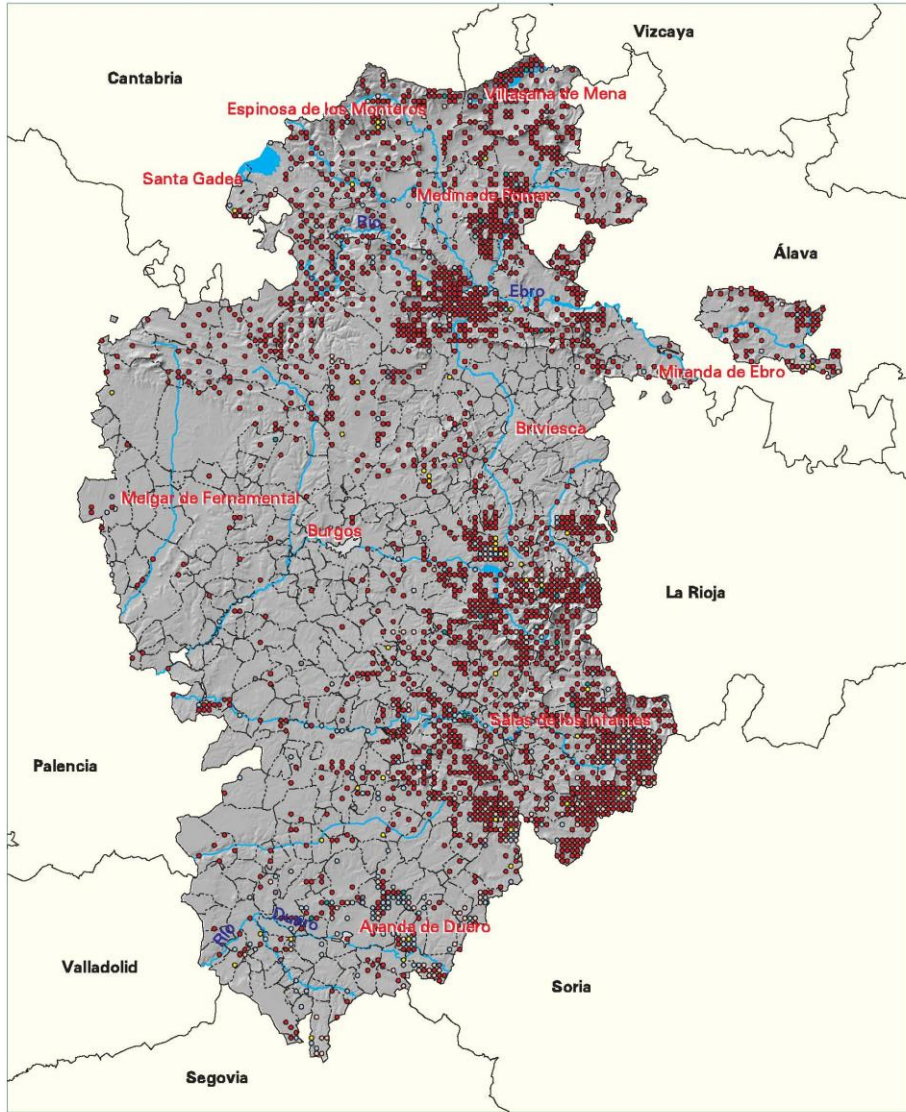 Vizcaya
Cantabria
Villasana de Mena
Espinosa de los Monteros
Santa Gadea
Medina de Pomar
Río
Álava
Ebro
Miranda de Ebro
Briviesca
Melgar de Fernamental
Burgos
La Rioja
Salas de los Infantes
Palencia
Río Duero
Aranda de Duero
Valladolid
Soria
Segovia